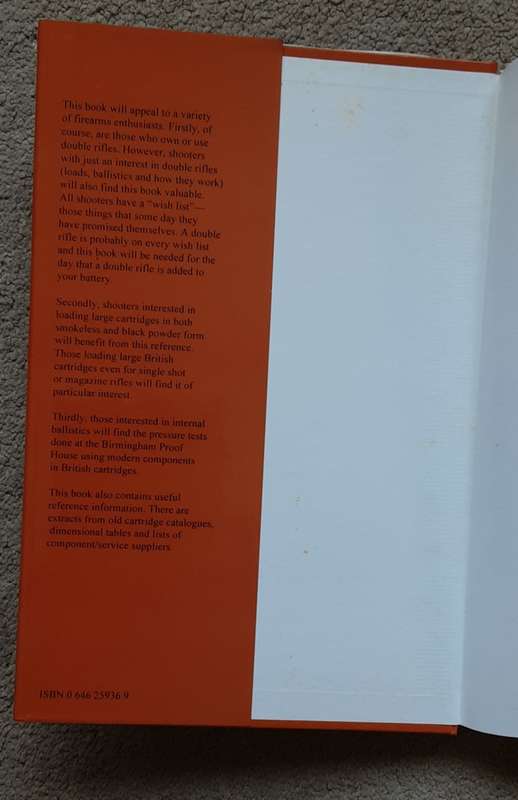 This book will appeal to a variety
of firearms enthusiasts. Firstly, of
course, are those who own or use
double rifles. However, shooters
with just an interest in double rifles
(loads, ballistics and how they work)
will also find this book valuable.
All shooters have a “wish list”—
those things that some day they
have promised themselves. A double
rifle is probably on every wish list
and this book will be needed for the
day that a double rifle is added to
your battery.
Secondly, shooters interested in
loading large cartridges in both
smokeless and black powder form
will benefit from this reference.
Those loading large British
cartridges even for single shot
or magazine rifles will find it of
particular interest.
Thirdly, those interested in internal
ballistics will find the pressure tests
done at the Birmingham Proof
House using modern components
in British cartridges.
This book also contains useful
reference information. There are
extracts from old cartridge catalogues,
dimensional tables and lists of
component/service suppliers.
ISBN 0 646 25936 9